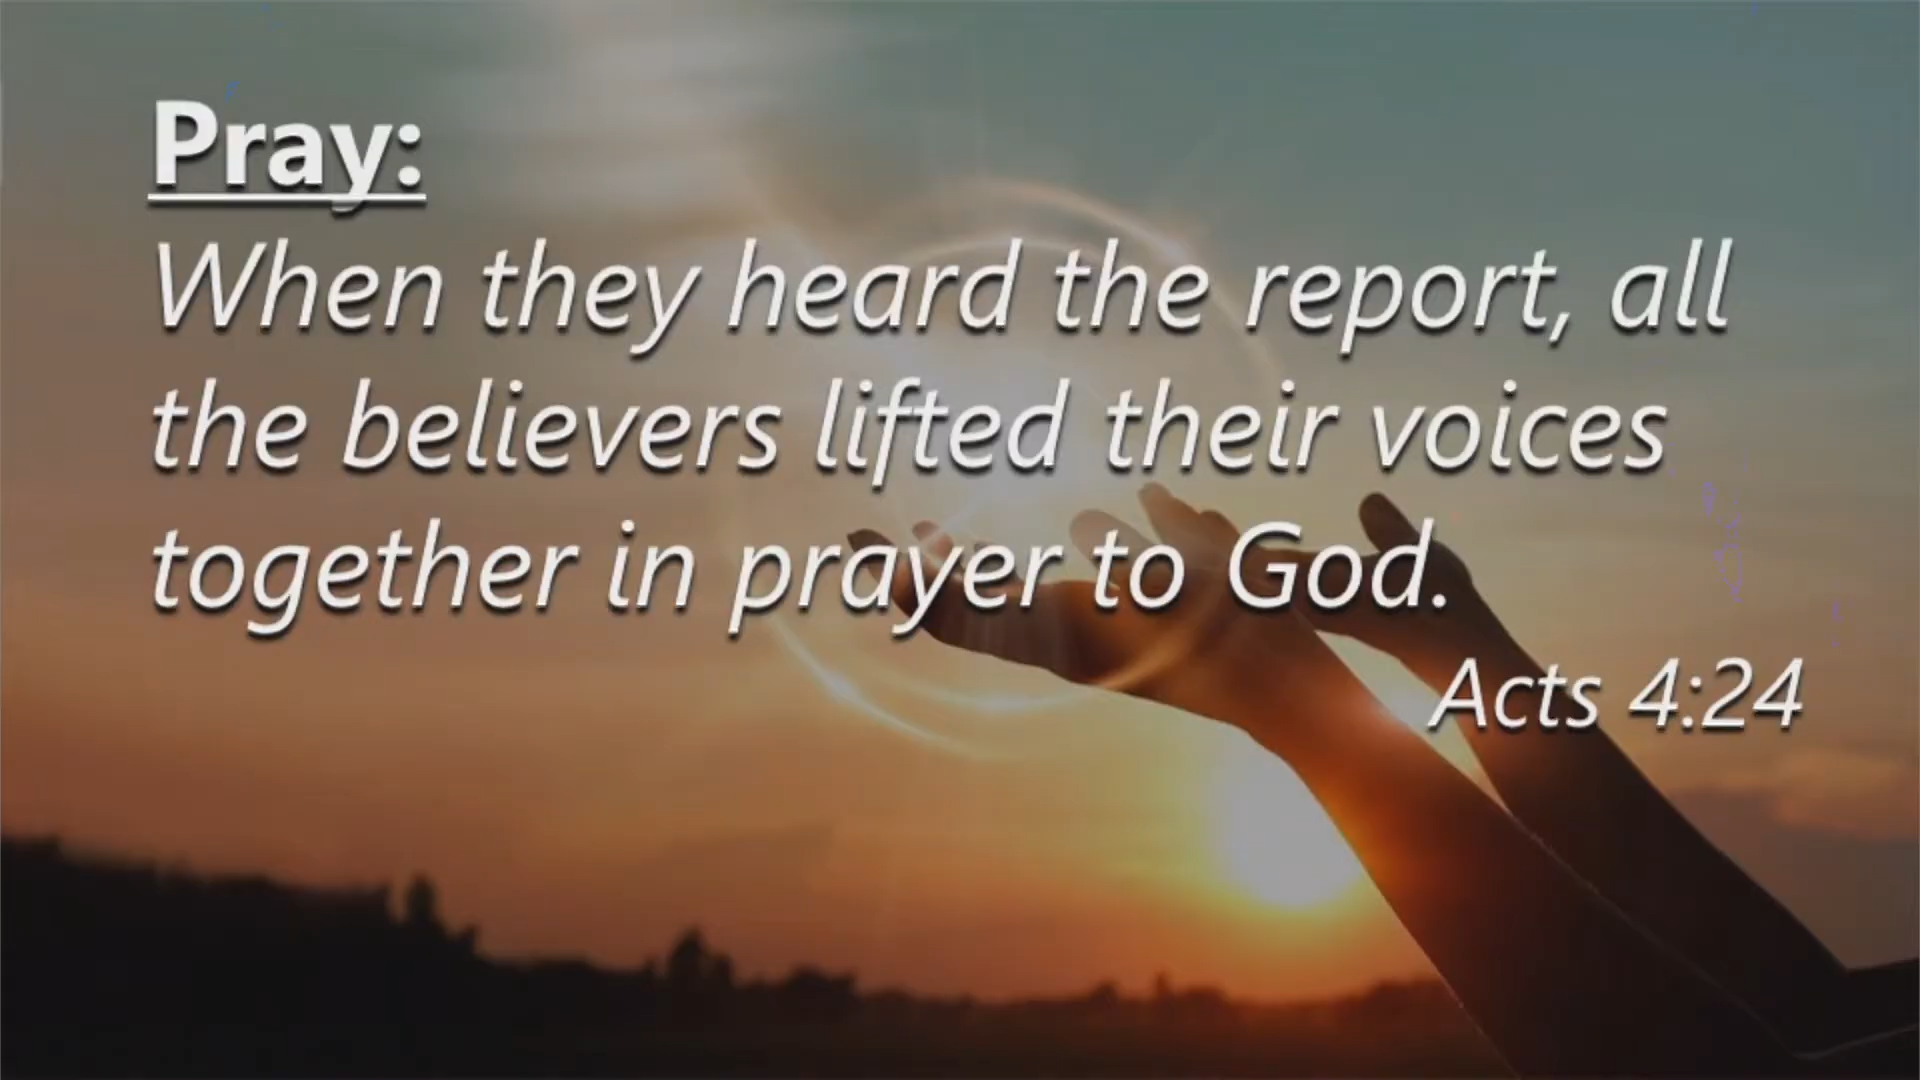 Pray:
When they heard the report, all
the believers lifted their voices
together in prayer to God.
Acts 4:24